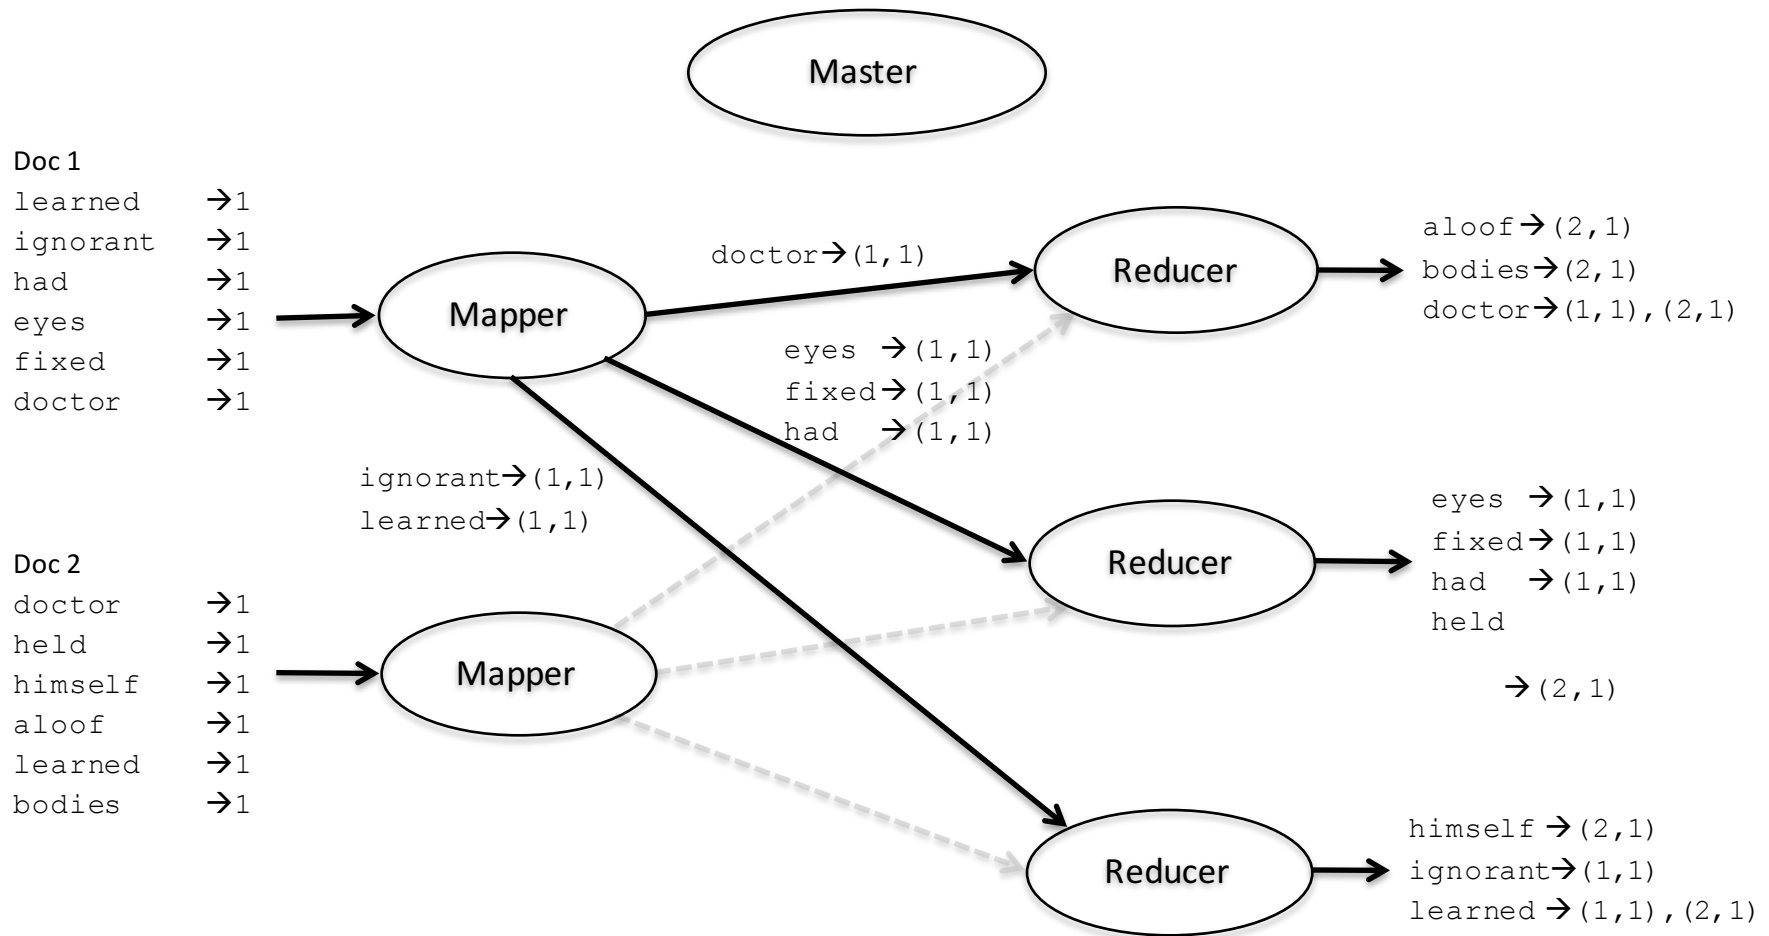 Master
Doc 1
learned →1
ignorant →1
had →1
eyes →1
fixed →1
doctor →1
Mapper
doctor→(1,1)
eyes →(1,1)
fixed→(1,1)
had →(1,1)
ignorant→(1,1)
learned→(1,1)
Doc 2
doctor →1
held →1
himself →1
aloof →1
learned →1
bodies →1
Mapper
Reducer
aloof→(2,1)
bodies→(2,1)
doctor→(1,1),(2,1)
Reducer
eyes →(1,1)
fixed→(1,1)
had →(1,1)
held
→(2,1)
Reducer
himself→(2,1)
ignorant→(1,1)
learned→(1,1),(2,1)